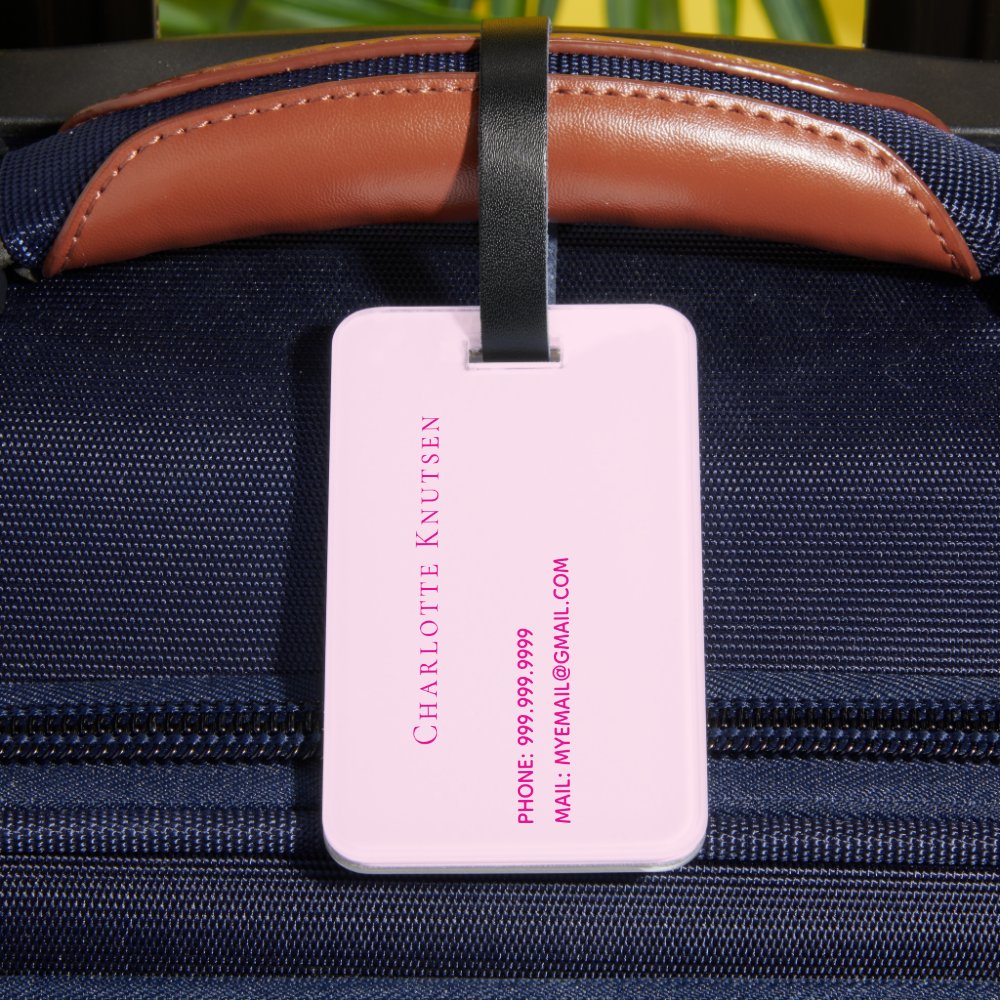 Charlotte Knutsen
PHONE: 999.999.9999
MAIL: MYEMAIL@GMAIL.COM